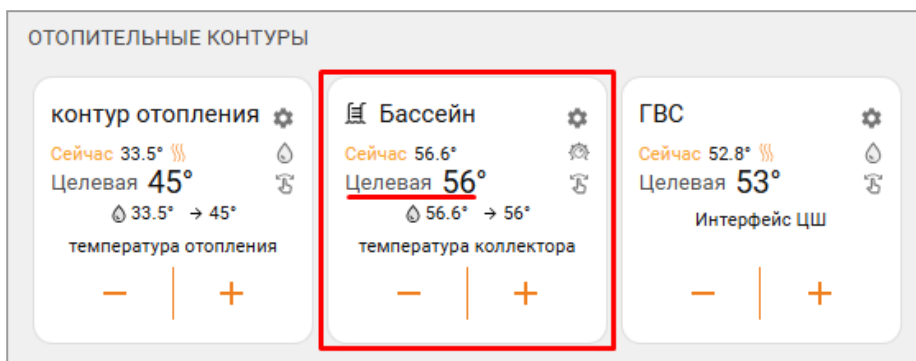 ОТОПИТЕЛЬНЫЕ КОНТУРЫ
контур отопления
Сейчас 33.5°
Целевая 45°
33.5° → 45°
температура отопления
− +
Бассейн
Сейчас 56.6°
Целевая 56°
56.6° → 56°
температура коллектора
− +
ГВС
Сейчас 52.8°
Целевая 53°
Интерфейс ЦШ
− +